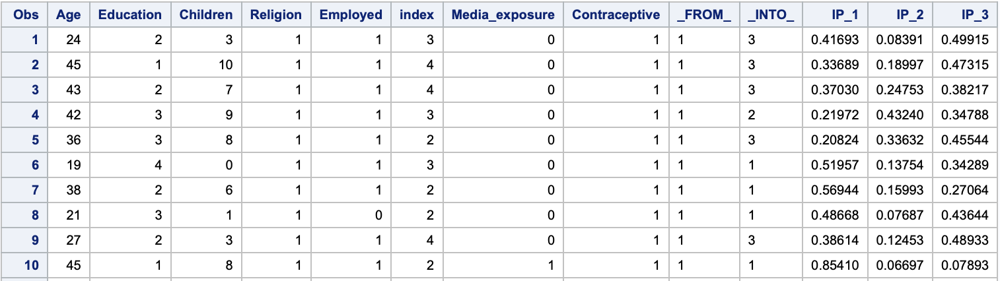 Obs Age Education Children Religion Employed index Media_exposure Contraceptive _FROM_ _INTO_ IP_1 IP_2 IP_3
1 24 2 3 1 1 3 0 1 1 3 0.41693 0.08391 0.49915
2 45 1 10 1 1 4 0 1 1 3 0.33689 0.18997 0.47315
3 43 2 7 1 1 4 0 1 1 3 0.37030 0.24753 0.38217
4 42 3 9 1 1 3 0 1 1 2 0.21972 0.43240 0.34788
5 36 3 8 1 1 2 0 1 1 3 0.20824 0.33632 0.45544
6 19 4 0 1 1 3 0 1 1 1 0.51957 0.13754 0.34289
7 38 2 6 1 1 2 0 1 1 1 0.56944 0.15993 0.27064
8 21 3 1 1 0 2 0 1 1 1 0.48668 0.07687 0.43644
9 27 2 3 1 1 4 0 1 1 3 0.38614 0.12453 0.48933
10 45 1 8 1 1 2 1 1 1 1 0.85410 0.06697 0.07893